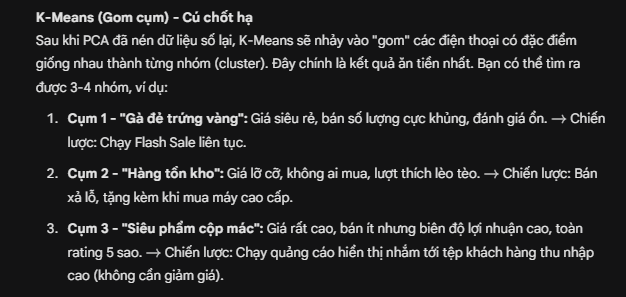 K-Means (Gom cụm) - Cú chốt hạ
Sau khi PCA đã nén dữ liệu số lại, K-Means sẽ nhảy vào "gom" các điện thoại có đặc điểm
giống nhau thành từng nhóm (cluster). Đây chính là kết quả ăn tiền nhất. Bạn có thể tìm ra
được 3-4 nhóm, ví dụ:
1. Cụm 1 - "Gà đẻ trứng vàng": Giá siêu rẻ, bán số lượng cực khủng, đánh giá ổn. → Chiến
lược: Chạy Flash Sale liên tục.
2. Cụm 2 - "Hàng tồn kho": Giá lỡ cỡ, không ai mua, lượt thích lèo tèo. → Chiến lược: Bán
xả lỗ, tặng kèm khi mua máy cao cấp.
3. Cụm 3 - "Siêu phẩm cộp mác": Giá rất cao, bán ít nhưng biên độ lợi nhuận cao, toàn
rating 5 sao. → Chiến lược: Chạy quảng cáo hiển thị nhắm tới tệp khách hàng thu nhập
cao (không cần giảm giá).